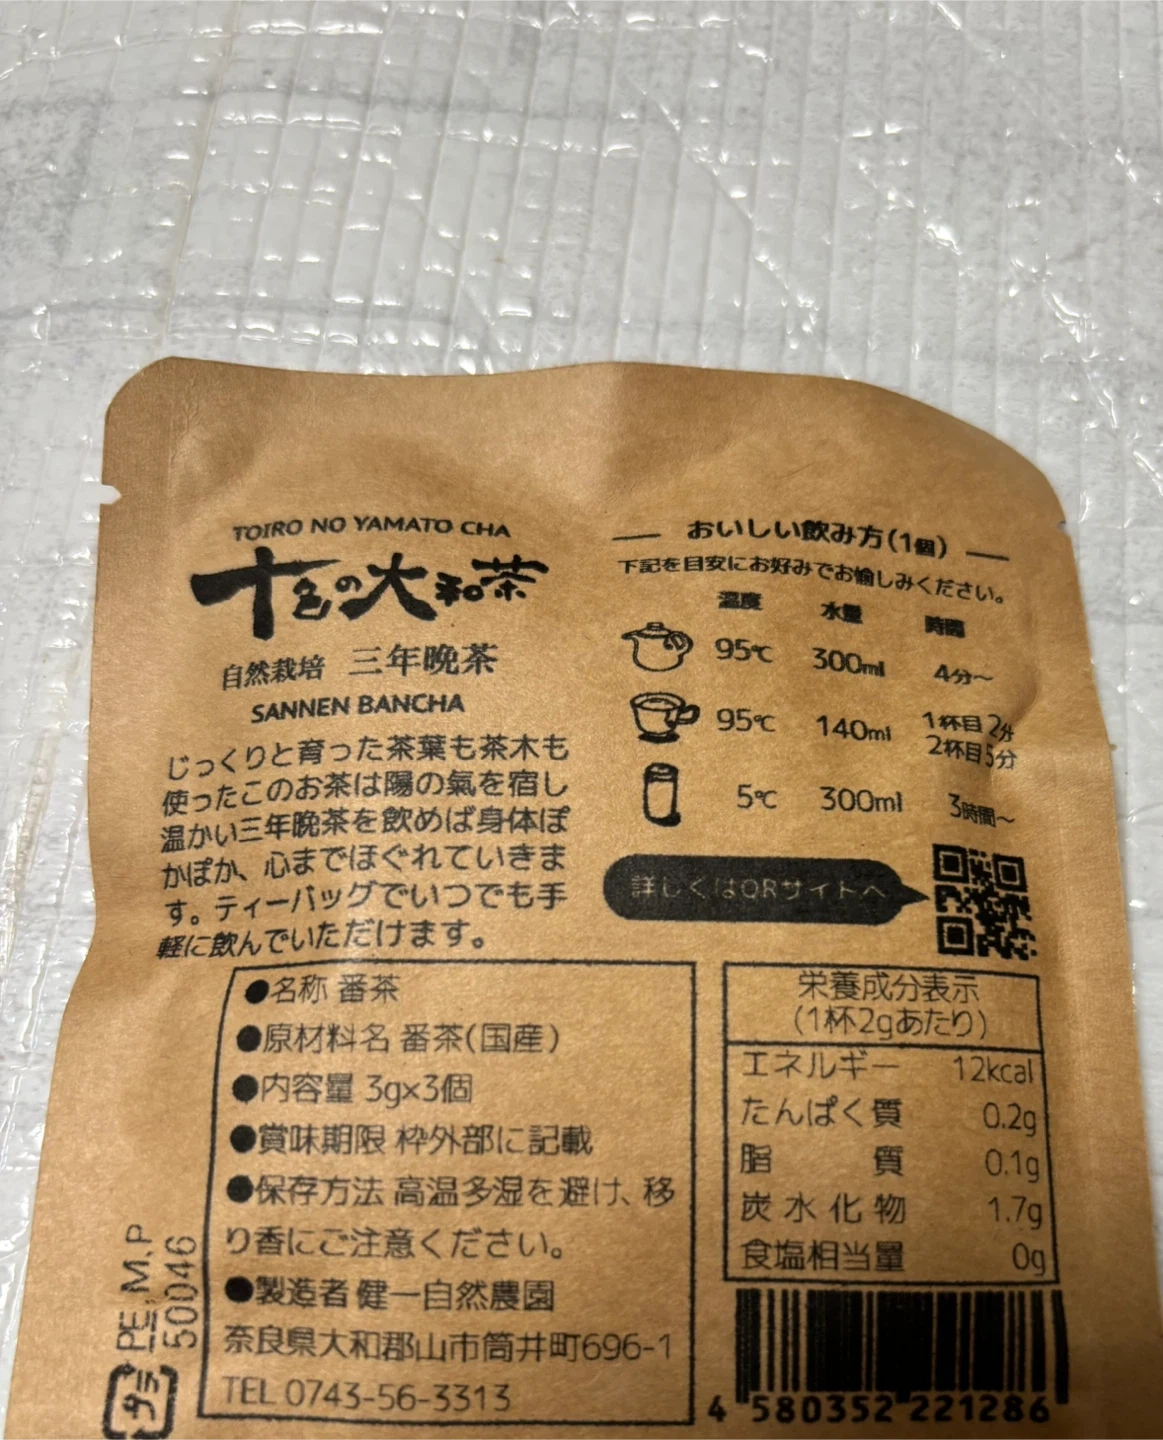 TOIRO NO YAMATO CHA
十色の大和茶
自然栽培 三年晩茶
SANNEN BANCHA
じっくりと育った茶葉も茶木も
使ったこのお茶は陽の氣を宿し
温かい三年晩茶を飲めば身体ぽ
かぽか、心までほぐれていきま
す。ティーバッグでいつでも手
軽に飲んでいただけます。
おいしい飲み方(1個)
下記を目安にお好みでお愉しみください。
温度 水量 時間
95℃ 300ml 4分～
95℃ 140ml 1杯目 2分
2杯目5分
5℃ 300ml 3時間～
詳しくはQRサイトへ
●名称 番茶
●原材料名 番茶(国産)
●内容量 3g×3個
●賞味期限 枠外部に記載
●保存方法 高温多湿を避け、移
り香にご注意ください。
●製造者 健一自然農園
奈良県大和郡山市筒井町696-1
TEL 0743-56-3313
栄養成分表示
(1杯2gあたり)
エネルギー 12kcal
たんぱく質 0.2g
脂質 0.1g
炭水化物 1.7g
食塩相当量 0g
4 580352 221286
プラ
PE,M,P
50046